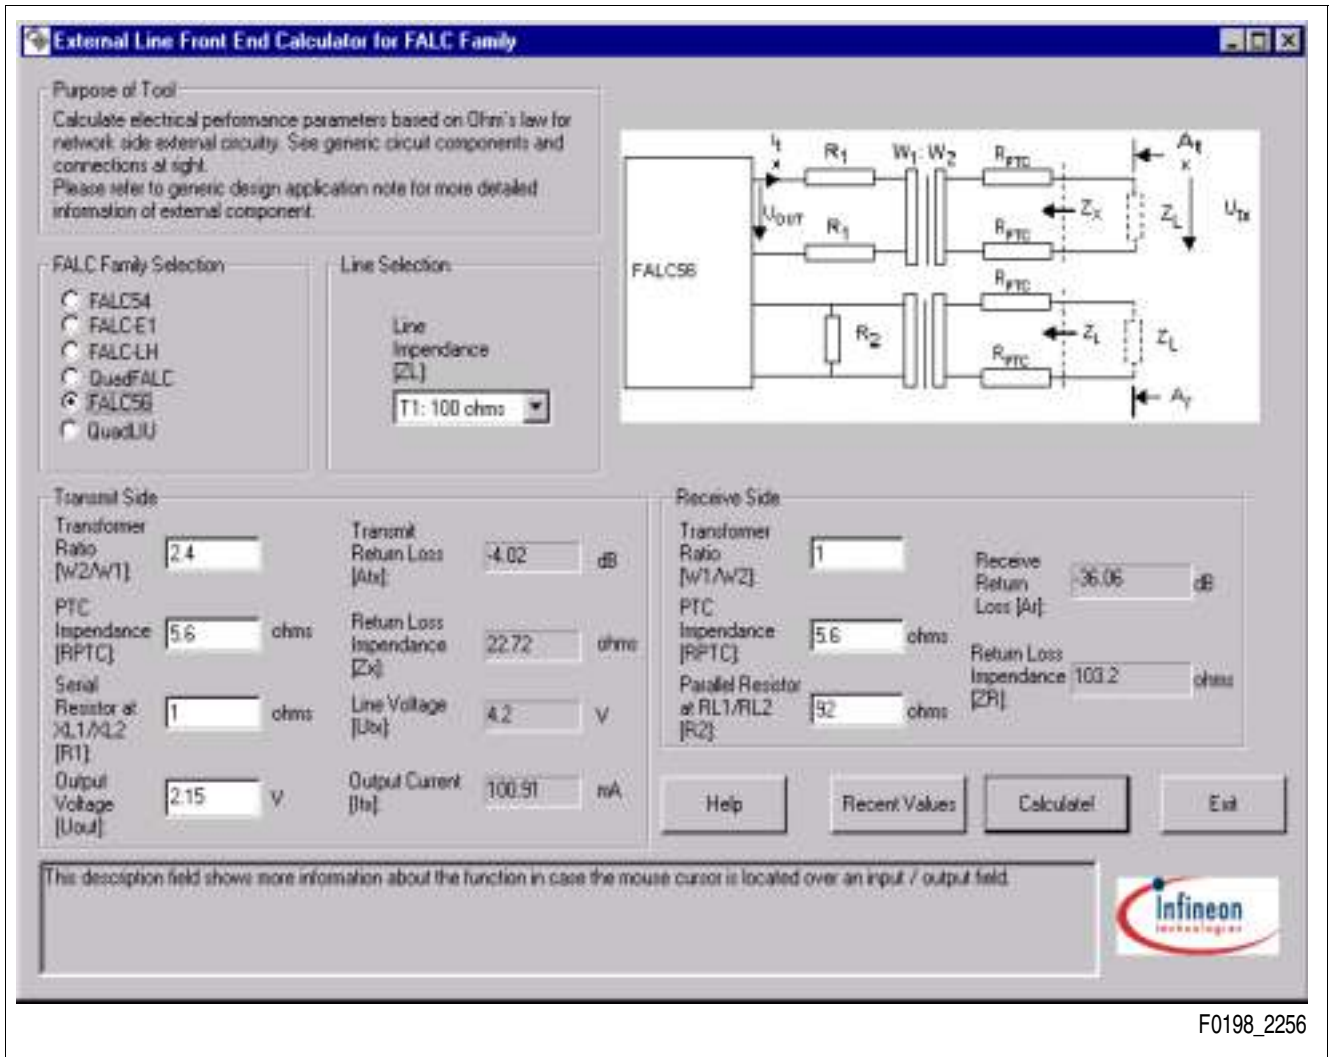 External Line Front End Calculator for FALC Family
Purpose of Tool
Calculate electrical performance parameters based on Ohm's law for
network side external circuitry. See generic circuit components and
connections at right.
Please refer to generic design application note for more detailed
information of external component.
FALC Family Selection
FALC54
FALC-E1
FALC-LH
QuadFALC
FALC56
QuadLIU
Line Selection
Line
Impendance
[ZL]
T1: 100 ohms
FALC56
It
x
UOUT
R1
R1
W1: W2
RPTC
RPTC
ZX
ZL
At
x
Utx
R2
RPTC
RPTC
ZL
ZL
Ar
Transmit Side
Transformer
Ratio
[W2/W1]:
2.4
PTC
Impendance
[RPTC]:
5.6
ohms
Serial
Resistor at
XL1/XL2
[R1]:
1
ohms
Output
Voltage
[Uout]:
2.15
V
Transmit
Return Loss
[Atx]:
-4.02
dB
Return Loss
Impendance
[Zx]:
22.72
ohms
Line Voltage
[Utx]:
4.2
V
Output Current
[Itx]:
100.91
mA
Receive Side
Transformer
Ratio
[W1/W2]:
1
PTC
Impendance
[RPTC]:
5.6
ohms
Parallel Resistor
at RL1/RL2
[R2]:
92
ohms
Receive
Return
Loss [Ar]:
-36.06
dB
Return Loss
Impendance
[ZR]:
103.2
ohms
Help
Recent Values
Calculate!
Exit
This description field shows more information about the function in case the mouse cursor is located over an input / output field.
Infineon
technologies
F0198_2256